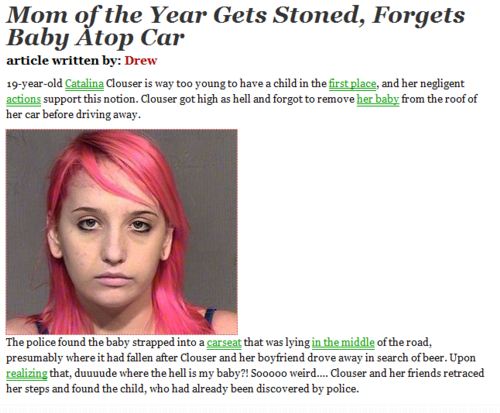 Mom of the Year Gets Stoned, Forgets
Baby Atop Car
article written by: Drew
19-year-old Catalina Clouser is way too young to have a child in the first place, and her negligent
actions support this notion. Clouser got high as hell and forgot to remove her baby from the roof of
her car before driving away.
The police found the baby strapped into a carseat that was lying in the middle of the road,
presumably where it had fallen after Clouser and her boyfriend drove away in search of beer. Upon
realizing that, duuuude where the hell is my baby?! Sooooo weird.... Clouser and her friends retraced
her steps and found the child, who had already been discovered by police.